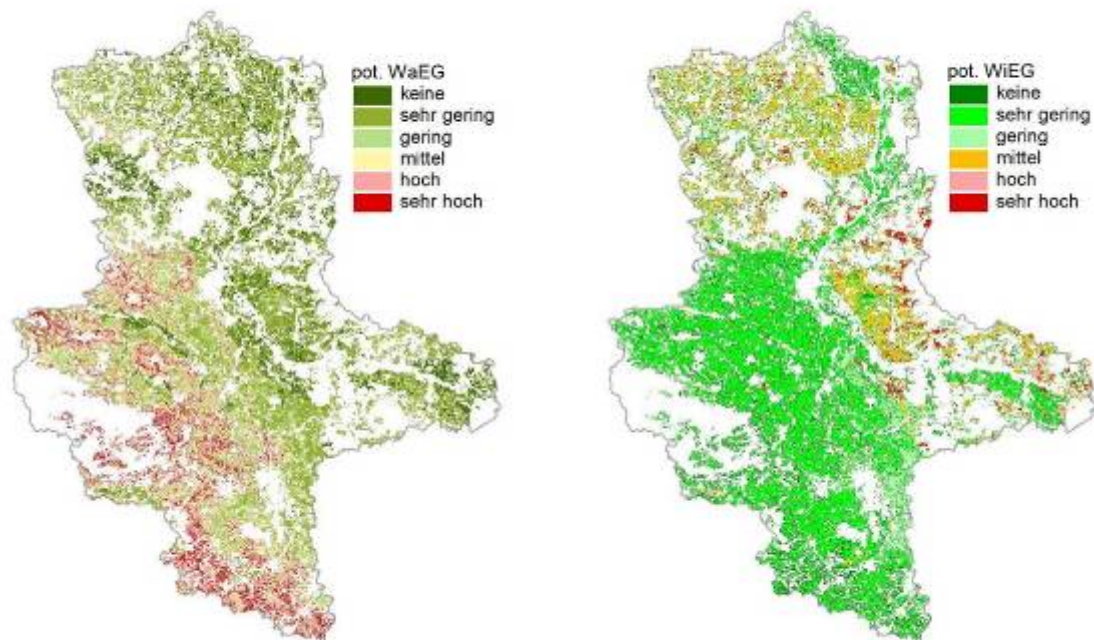 pot. WaEG
keine
sehr gering
gering
mittel
hoch
sehr hoch
pot. WiEG
keine
sehr gering
gering
mittel
hoch
sehr hoch